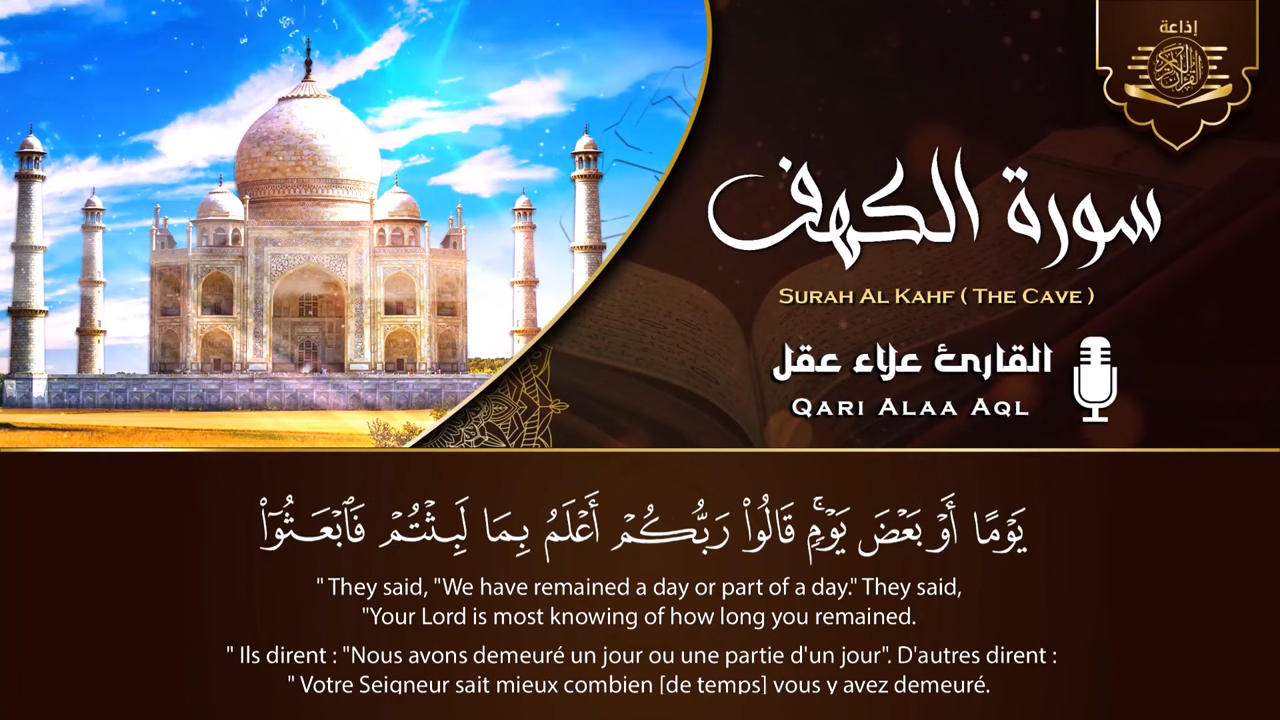 إذاعة
القرآن الكريم
سورة الكهف
SURAH AL KAHF ( THE CAVE )
القارئ علاء عقل
QARI ALAA AQL
يَوْمًا أَوْ بَعْضَ يَوْمٍۚ قَالُوا۟ رَبُّكُمْ أَعْلَمُ بِمَا لَبِثْتُمْ فَٱبْعَثُوٓا۟
" They said, "We have remained a day or part of a day." They said,
"Your Lord is most knowing of how long you remained.
" Ils dirent : "Nous avons demeuré un jour ou une partie d'un jour". D'autres dirent :
" Votre Seigneur sait mieux combien [de temps] vous y avez demeuré.